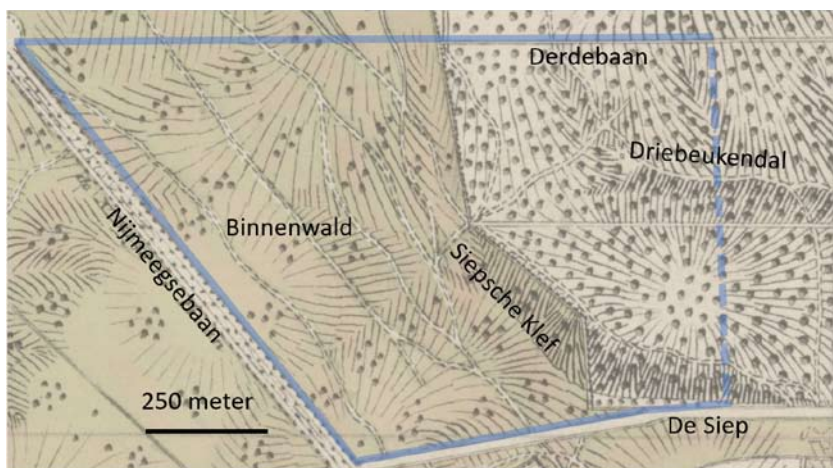 Derdebaan
Driebeukendal
Nijmeegsebaan
Binnenwald
Siepsche Klef
250 meter
De Siep